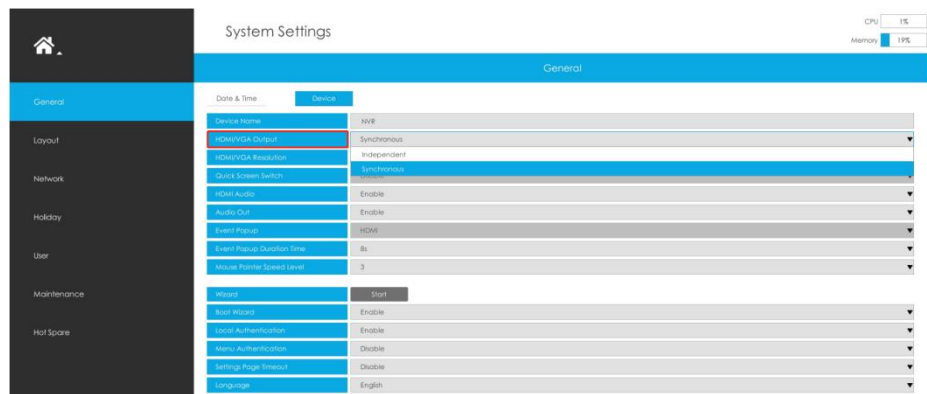 System Settings
CPU 1%
Memory 19%
General
General
Layout
Network
Holiday
User
Maintenance
Hot Spare
Date & Time Device
Device Name NVR
HDMI/VGA Output Synchronous
Independent
HDMI/VGA Resolution
Synchronous
Quick Screen Switch
HDMI Audio Enable
Audio Out Enable
Event Popup HDMI
Event Popup Duration Time 8s
Mouse Pointer Speed Level 3
Wizard Start
Boot Wizard Enable
Local Authentication Enable
Menu Authentication Disable
Settings Page Timeout Disable
Language English